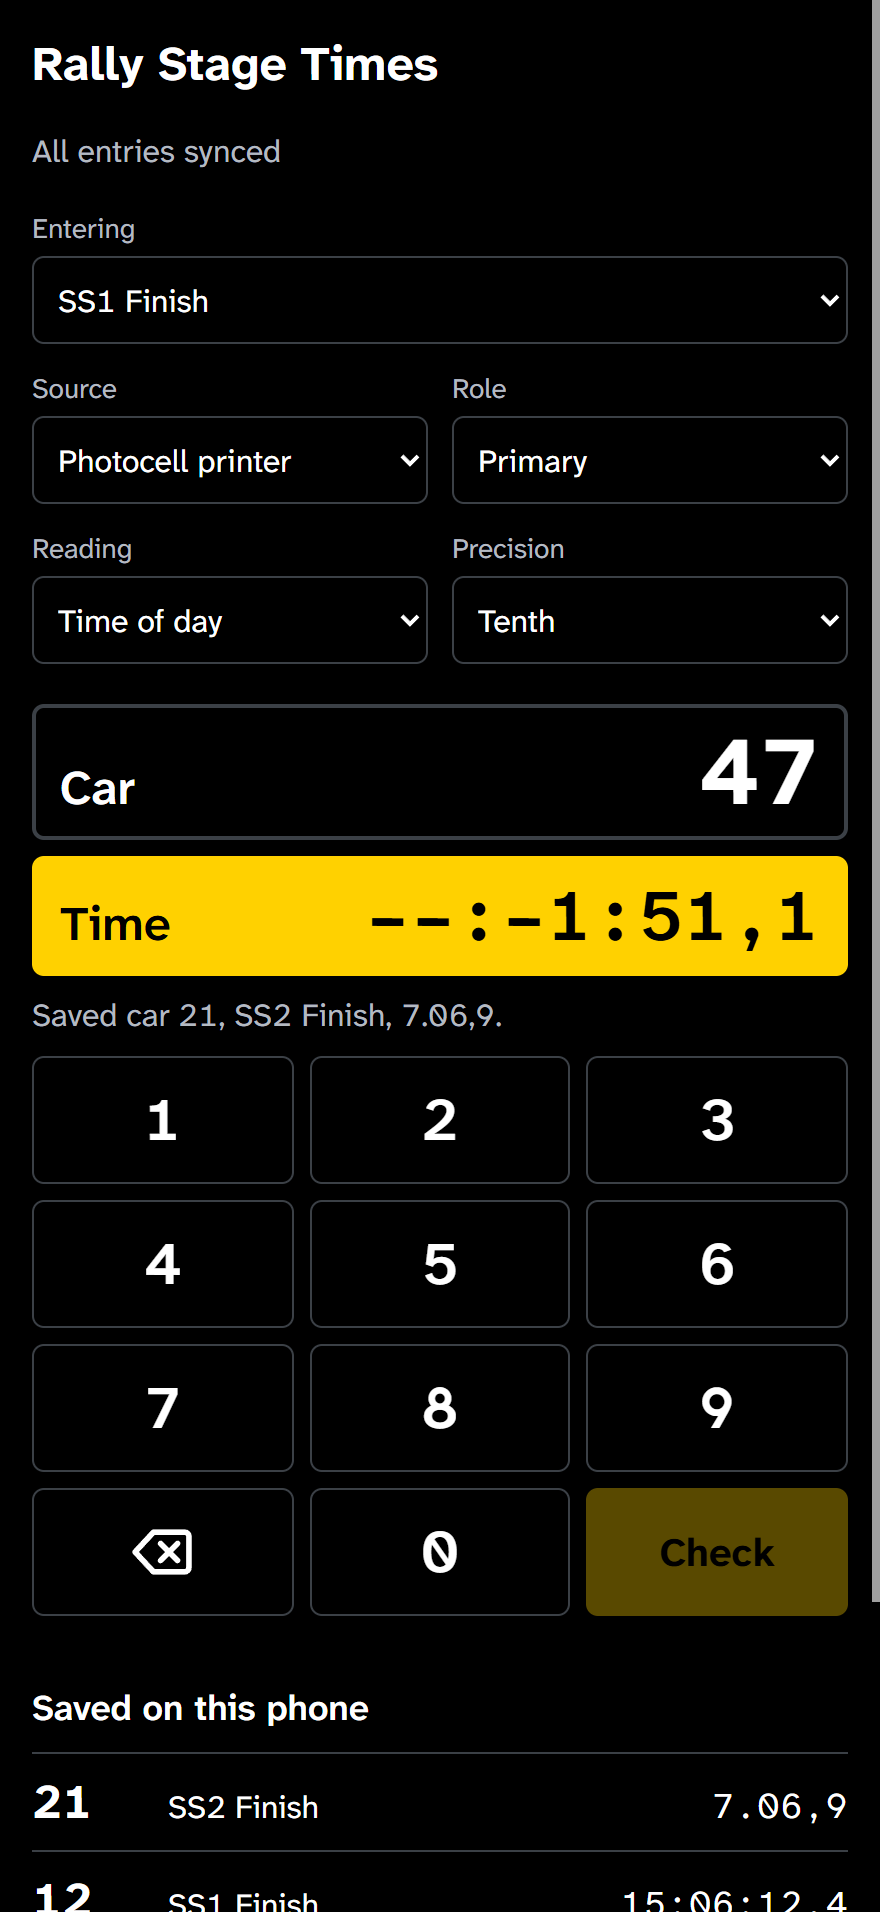 Rally Stage Times
All entries synced
Entering
SS1 Finish
Source
Role
Photocell printer
Primary
Reading
Precision
Time of day
Tenth
Car 47
Time --:-1:51,1
Saved car 21, SS2 Finish, 7.06,9.
1 2 3
4 5 6
7 8 9
0 Check
Saved on this phone
21 SS2 Finish 7.06,9
12 SS1 Finish 15:06:12,4